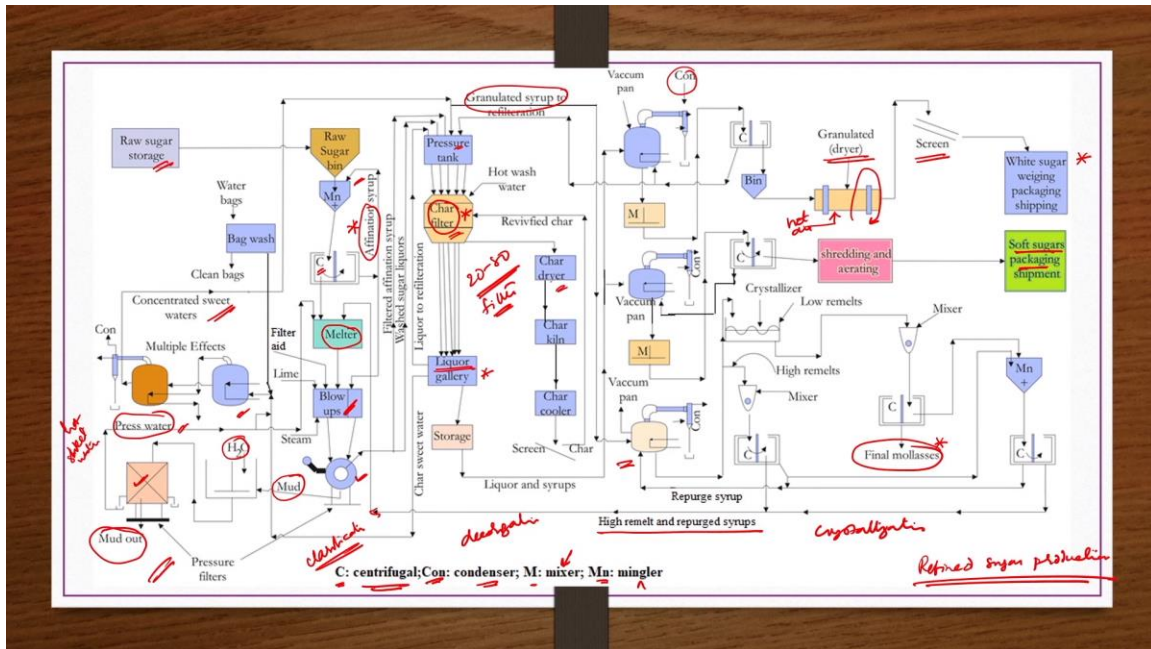 Raw sugar
storage
Raw
Sugar
bin
Mn
+
Affination syrup
C
Water
bags
Bag wash
Clean bags
Concentrated sweet
waters
Con
Multiple Effects
Press water
hot
sweet
water
Filter
aid
Lime
Steam
Melter
Blow
ups
H₂O
Mud
Mud out
Pressure
filters
clarification
Filtered affination syrup
Washed sugar liquors
Liquor to refilteration
Char sweet water
Granulated syrup to
refilteration
Pressure
tank
Hot wash
water
Char
filter
Revivfied char
20-80
filter
Char
dryer
Char
kiln
Char
cooler
Screen
Char
Liquor
gallery
Storage
Liquor and syrups
Vaccum
pan
Con
M
Vaccum
pan
Con
M
Vaccum
pan
C
Bin
Granulated
(dryer)
hot
air
Screen
White sugar
weiging
packaging
shipping
C
shredding and
aerating
Soft sugars
packaging
shipment
Crystallizer
Low remelts
High remelts
Mixer
C
Mixer
C
Final mollasses
Mn
+
C
Repurge syrup
High remelt and repurged syrups
Crystallization
C: centrifugal;Con: condenser; M: mixer; Mn: mingler
Refined sugar production